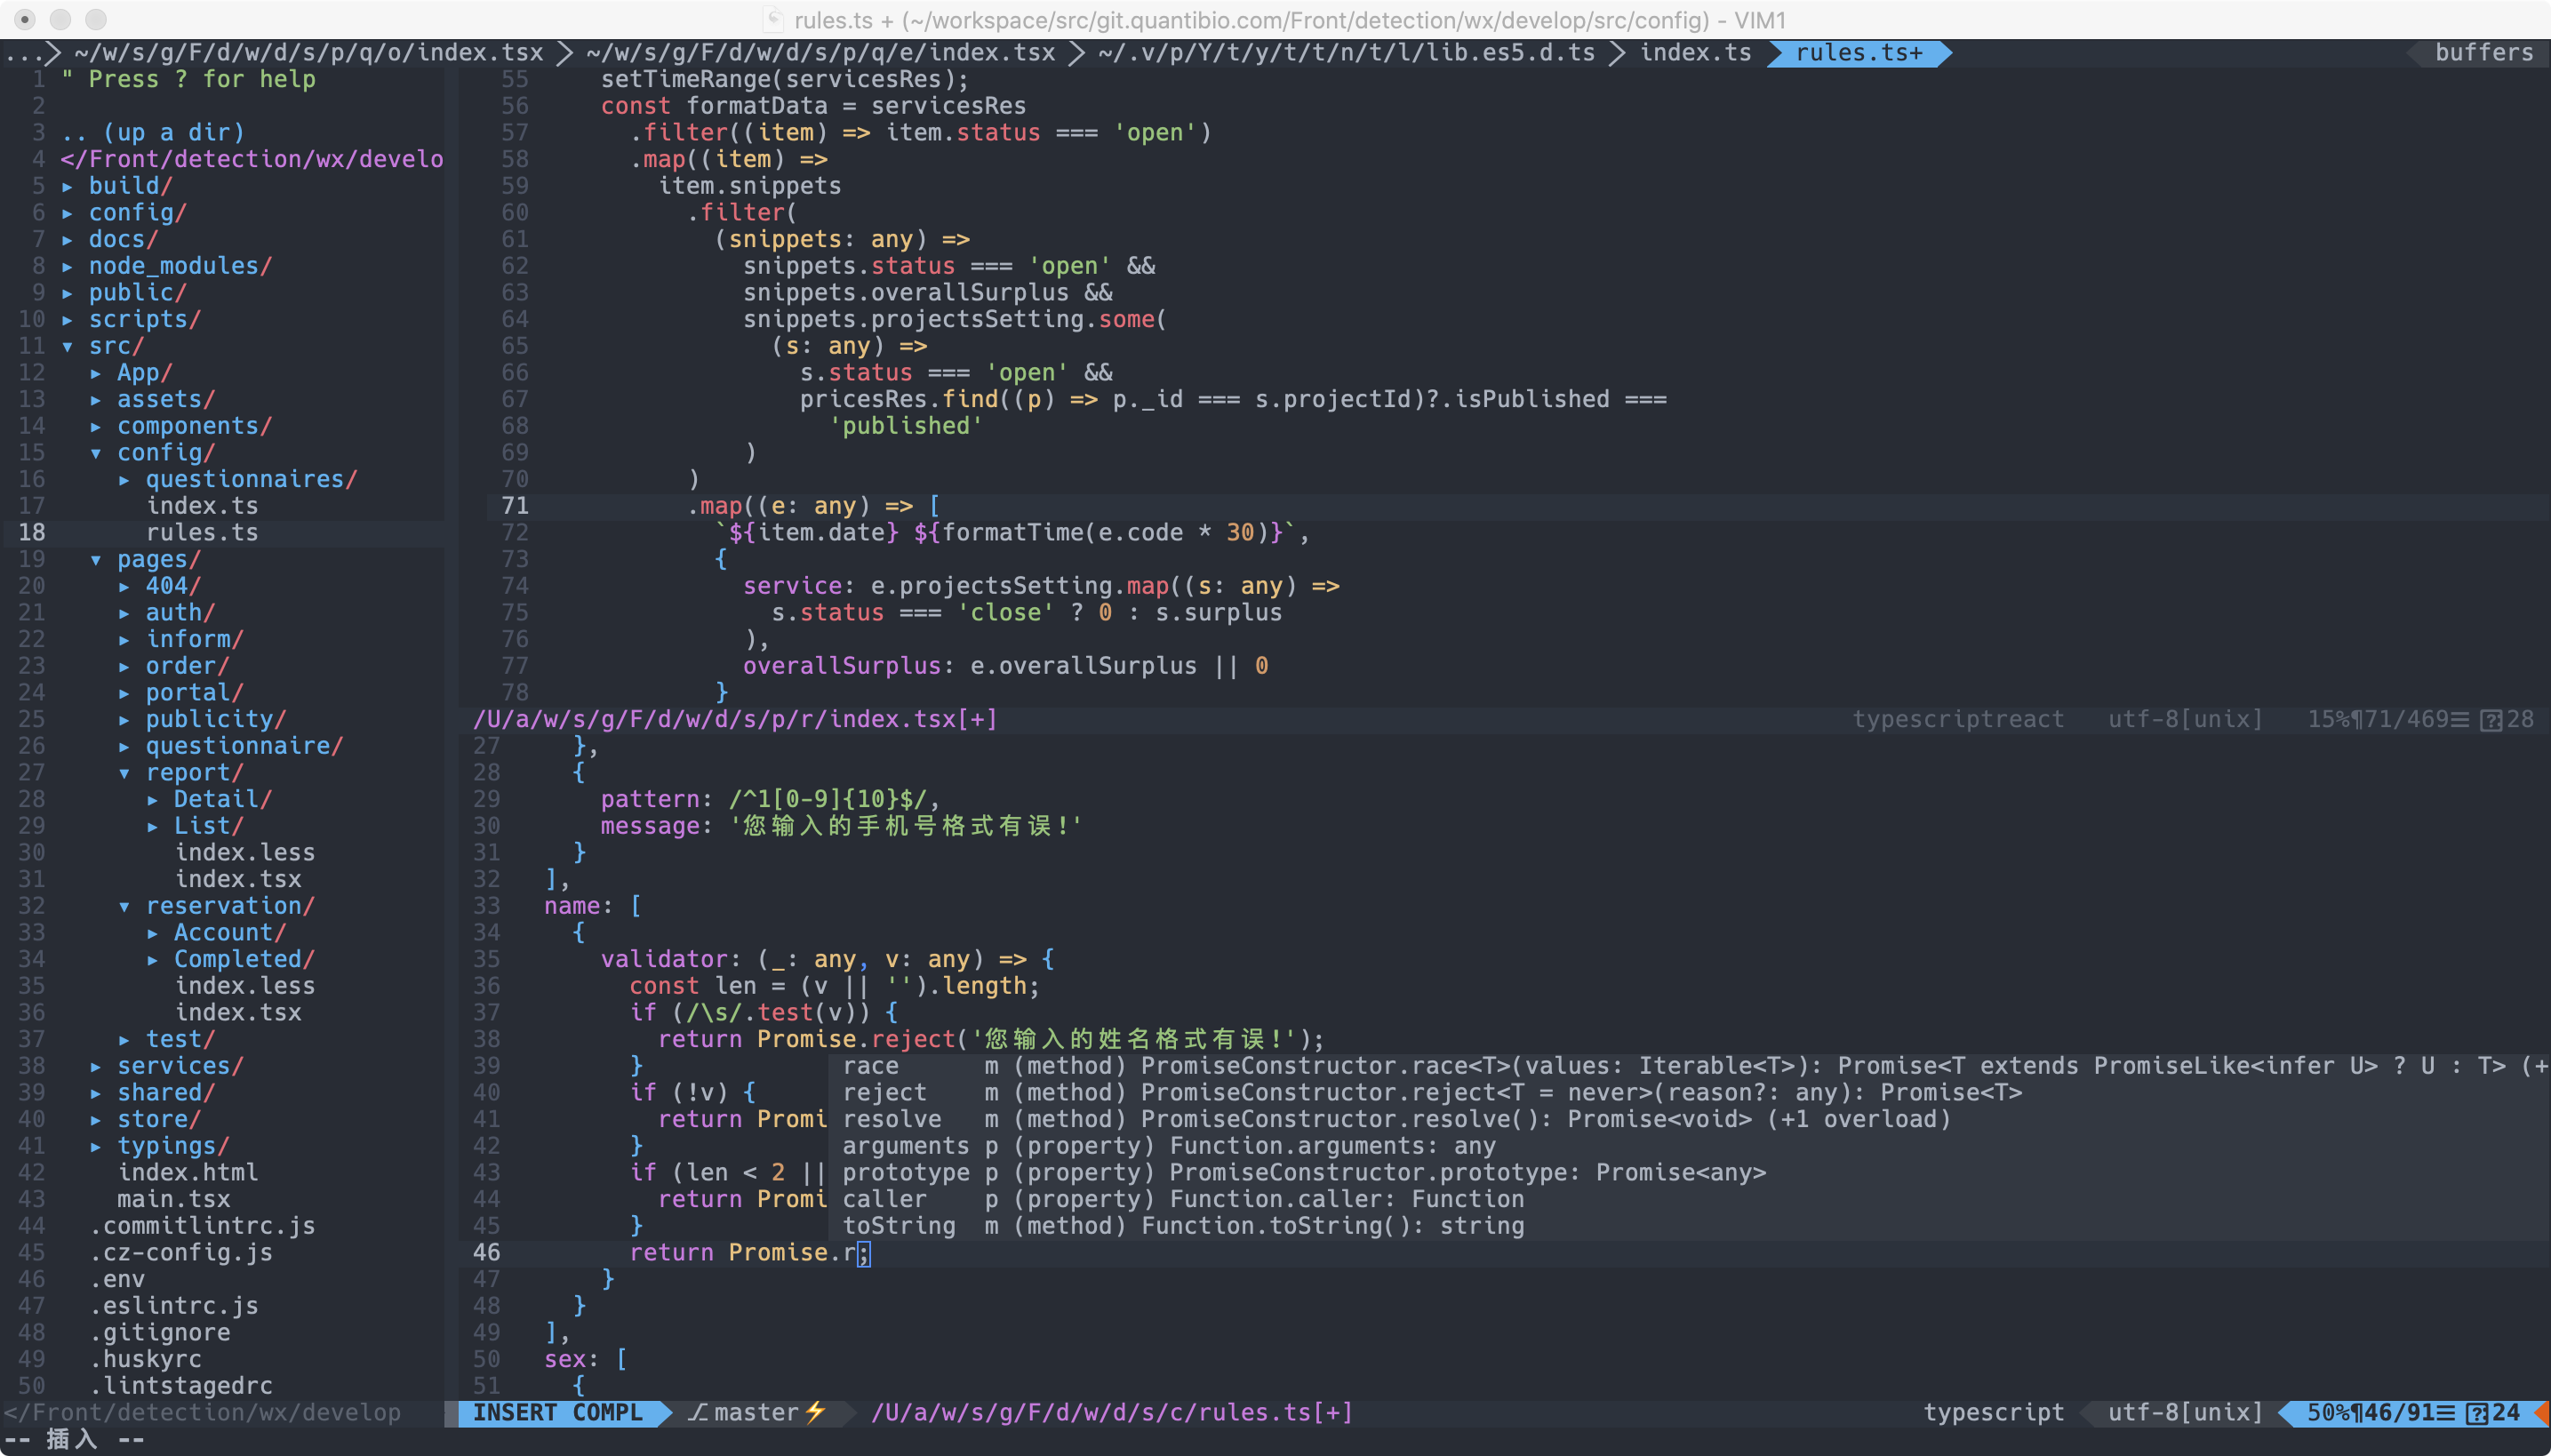 rules.ts + (~/workspace/src/git.quantibio.com/Front/detection/wx/develop/src/config) - VIM1
...> ~/w/s/g/F/d/w/d/s/p/q/o/index.tsx > ~/w/s/g/F/d/w/d/s/p/q/e/index.tsx > ~/.v/p/Y/t/y/t/t/n/t/l/lib.es5.d.ts > index.ts rules.ts+ buffers
1 " Press ? for help
2
3 .. (up a dir)
4 </Front/detection/wx/develo
5 ▸ build/
6 ▸ config/
7 ▸ docs/
8 ▸ node_modules/
9 ▸ public/
10 ▸ scripts/
11 ▾ src/
12 ▸ App/
13 ▸ assets/
14 ▸ components/
15 ▾ config/
16 ▸ questionnaires/
17 index.ts
18 rules.ts
19 ▾ pages/
20 ▸ 404/
21 ▸ auth/
22 ▸ inform/
23 ▸ order/
24 ▸ portal/
25 ▸ publicity/
26 ▸ questionnaire/
27 ▾ report/
28 ▸ Detail/
29 ▸ List/
30 index.less
31 index.tsx
32 ▾ reservation/
33 ▸ Account/
34 ▸ Completed/
35 index.less
36 index.tsx
37 ▸ test/
38 ▸ services/
39 ▸ shared/
40 ▸ store/
41 ▸ typings/
42 index.html
43 main.tsx
44 .commitlintrc.js
45 .cz-config.js
46 .env
47 .eslintrc.js
48 .gitignore
49 .huskyrc
50 .lintstagedrc
</Front/detection/wx/develop
55 setTimeRange(servicesRes);
56 const formatData = servicesRes
57 .filter((item) => item.status === 'open')
58 .map((item) =>
59 item.snippets
60 .filter(
61 (snippets: any) =>
62 snippets.status === 'open' &&
63 snippets.overallSurplus &&
64 snippets.projectsSetting.some(
65 (s: any) =>
66 s.status === 'open' &&
67 pricesRes.find((p) => p._id === s.projectId)?.isPublished ===
68 'published'
69 )
70 )
71 .map((e: any) => [
72 `${item.date} ${formatTime(e.code * 30)}`,
73 {
74 service: e.projectsSetting.map((s: any) =>
75 s.status === 'close' ? 0 : s.surplus
76 ),
77 overallSurplus: e.overallSurplus || 0
78 }
/U/a/w/s/g/F/d/w/d/s/p/r/index.tsx[+] typescriptreact utf-8[unix] 15%¶71/469☰ 28
27 },
28 {
29 pattern: /^1[0-9]{10}$/,
30 message: '您输入的手机号格式有误!'
31 }
32 ],
33 name: [
34 {
35 validator: (_: any, v: any) => {
36 const len = (v || '').length;
37 if (/\s/.test(v)) {
38 return Promise.reject('您输入的姓名格式有误!');
39 }
40 if (!v) {
41 return Promi
42 }
43 if (len < 2 ||
44 return Promi
45 }
46 return Promise.r;
47 }
48 }
49 ],
50 sex: [
51 {
race m (method) PromiseConstructor.race<T>(values: Iterable<T>): Promise<T extends PromiseLike<infer U> ? U : T> (+
reject m (method) PromiseConstructor.reject<T = never>(reason?: any): Promise<T>
resolve m (method) PromiseConstructor.resolve(): Promise<void> (+1 overload)
arguments p (property) Function.arguments: any
prototype p (property) PromiseConstructor.prototype: Promise<any>
caller p (property) Function.caller: Function
toString m (method) Function.toString(): string
INSERT COMPL master⚡ /U/a/w/s/g/F/d/w/d/s/c/rules.ts[+] typescript utf-8[unix] 50%¶46/91☰ 24
-- 插入 --